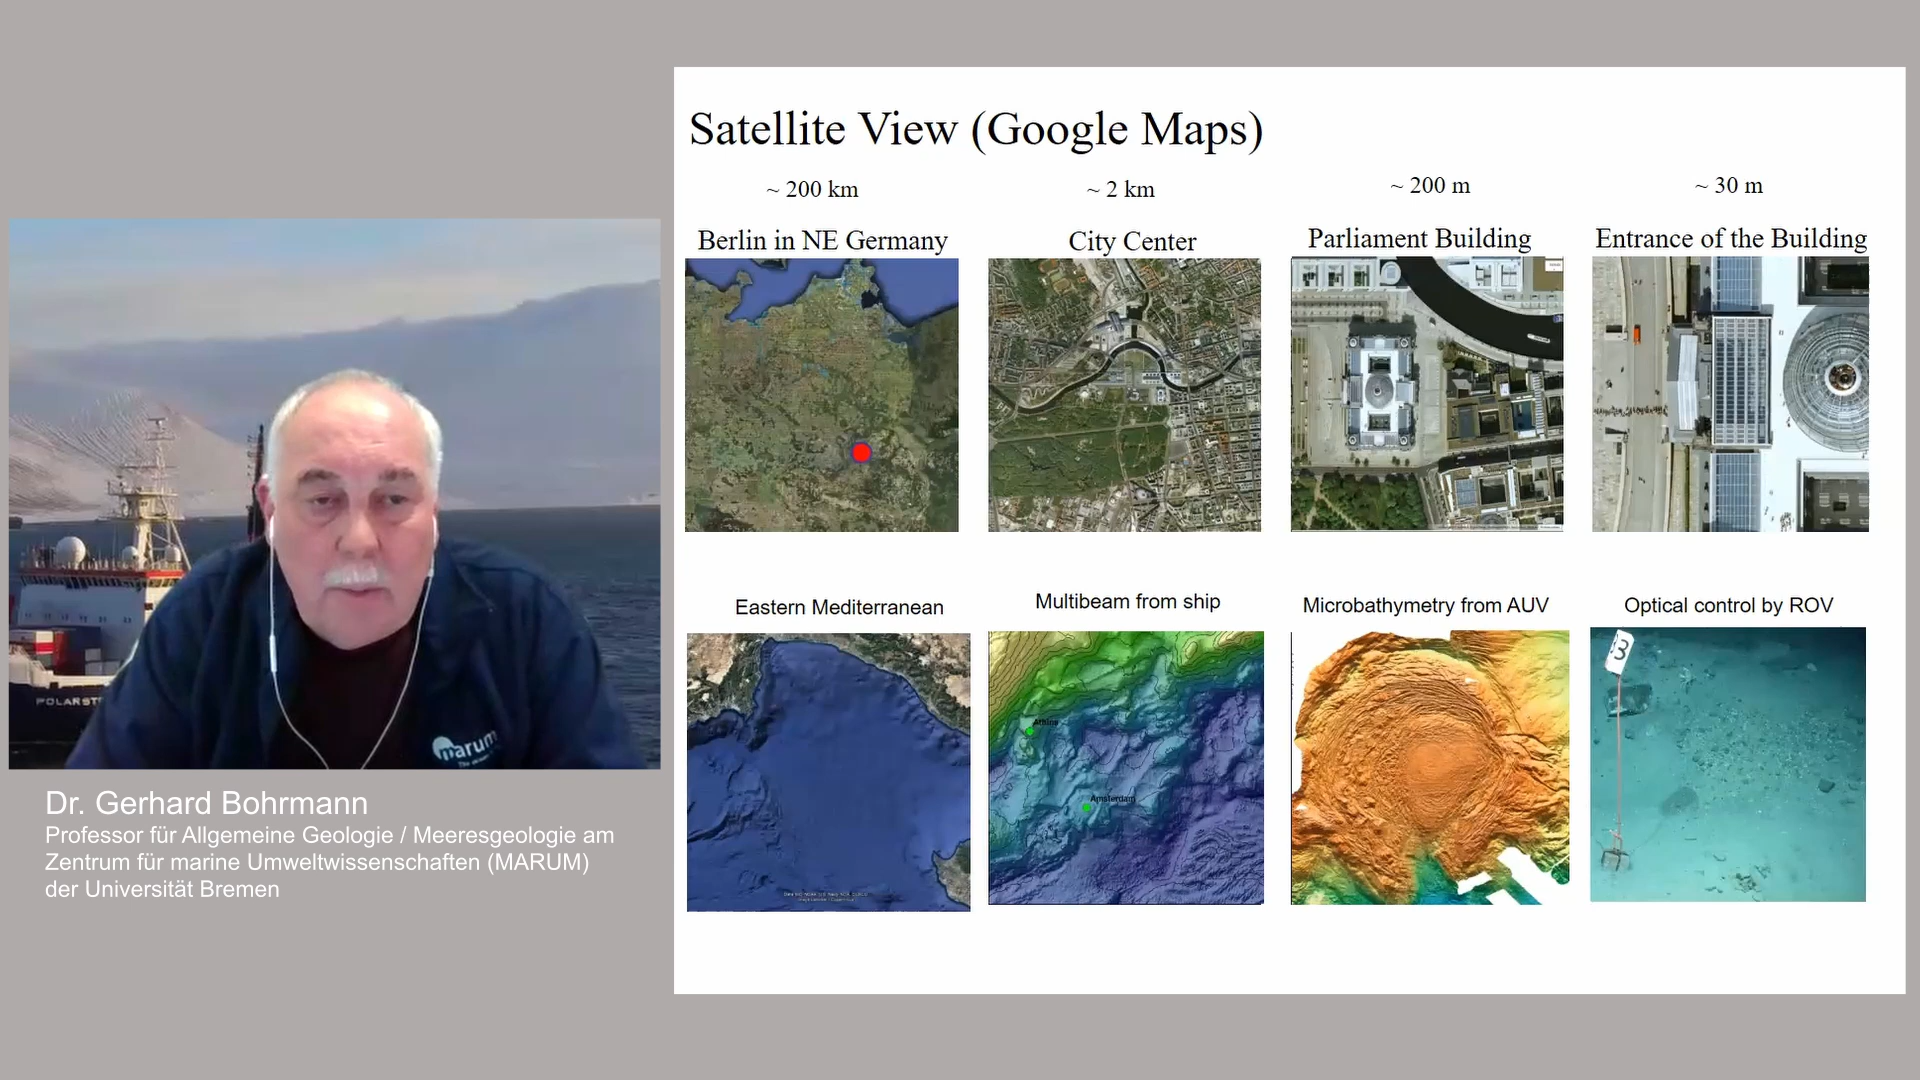 Satellite View (Google Maps)
~ 200 km
~ 2 km
~ 200 m
~ 30 m
Berlin in NE Germany
City Center
Parliament Building
Entrance of the Building
Eastern Mediterranean
Multibeam from ship
Microbathymetry from AUV
Optical control by ROV
3
Athina
Amsterdam
POLARST
marum
Dr. Gerhard Bohrmann
Professor für Allgemeine Geologie / Meeresgeologie am
Zentrum für marine Umweltwissenschaften (MARUM)
der Universität Bremen